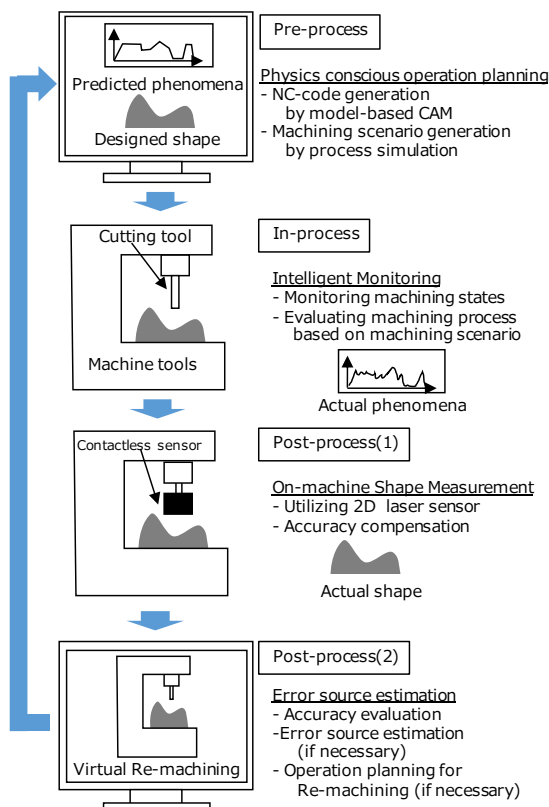 Pre-process
Predicted phenomena
Designed shape
Physics conscious operation planning
- NC-code generation
by model-based CAM
- Machining scenario generation
by process simulation
Cutting tool
Machine tools
In-process
Intelligent Monitoring
- Monitoring machining states
- Evaluating machining process
based on machining scenario
Actual phenomena
Contactless sensor
Post-process(1)
On-machine Shape Measurement
- Utilizing 2D laser sensor
- Accuracy compensation
Actual shape
Post-process(2)
Virtual Re-machining
Error source estimation
- Accuracy evaluation
-Error source estimation
(if necessary)
- Operation planning for
Re-machining (if necessary)